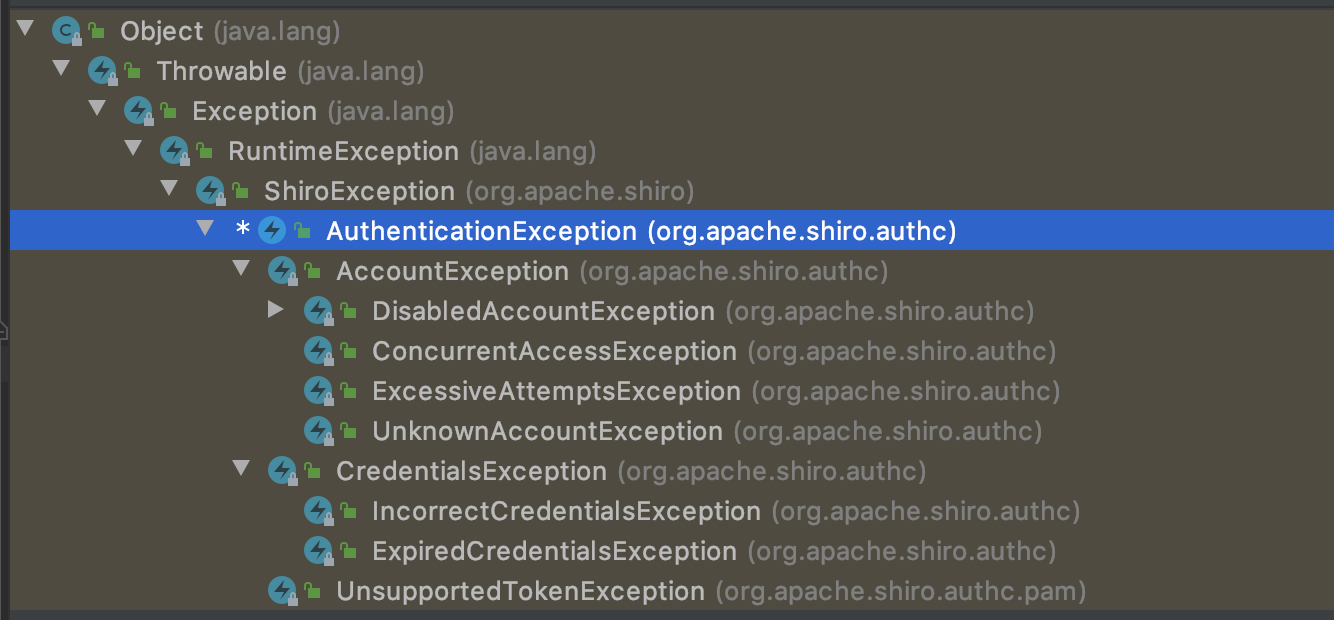 Object (java.lang)
Throwable (java.lang)
Exception (java.lang)
RuntimeException (java.lang)
ShiroException (org.apache.shiro)
* AuthenticationException (org.apache.shiro.authc)
AccountException (org.apache.shiro.authc)
DisabledAccountException (org.apache.shiro.authc)
ConcurrentAccessException (org.apache.shiro.authc)
ExcessiveAttemptsException (org.apache.shiro.authc)
UnknownAccountException (org.apache.shiro.authc)
CredentialsException (org.apache.shiro.authc)
IncorrectCredentialsException (org.apache.shiro.authc)
ExpiredCredentialsException (org.apache.shiro.authc)
UnsupportedTokenException (org.apache.shiro.authc.pam)